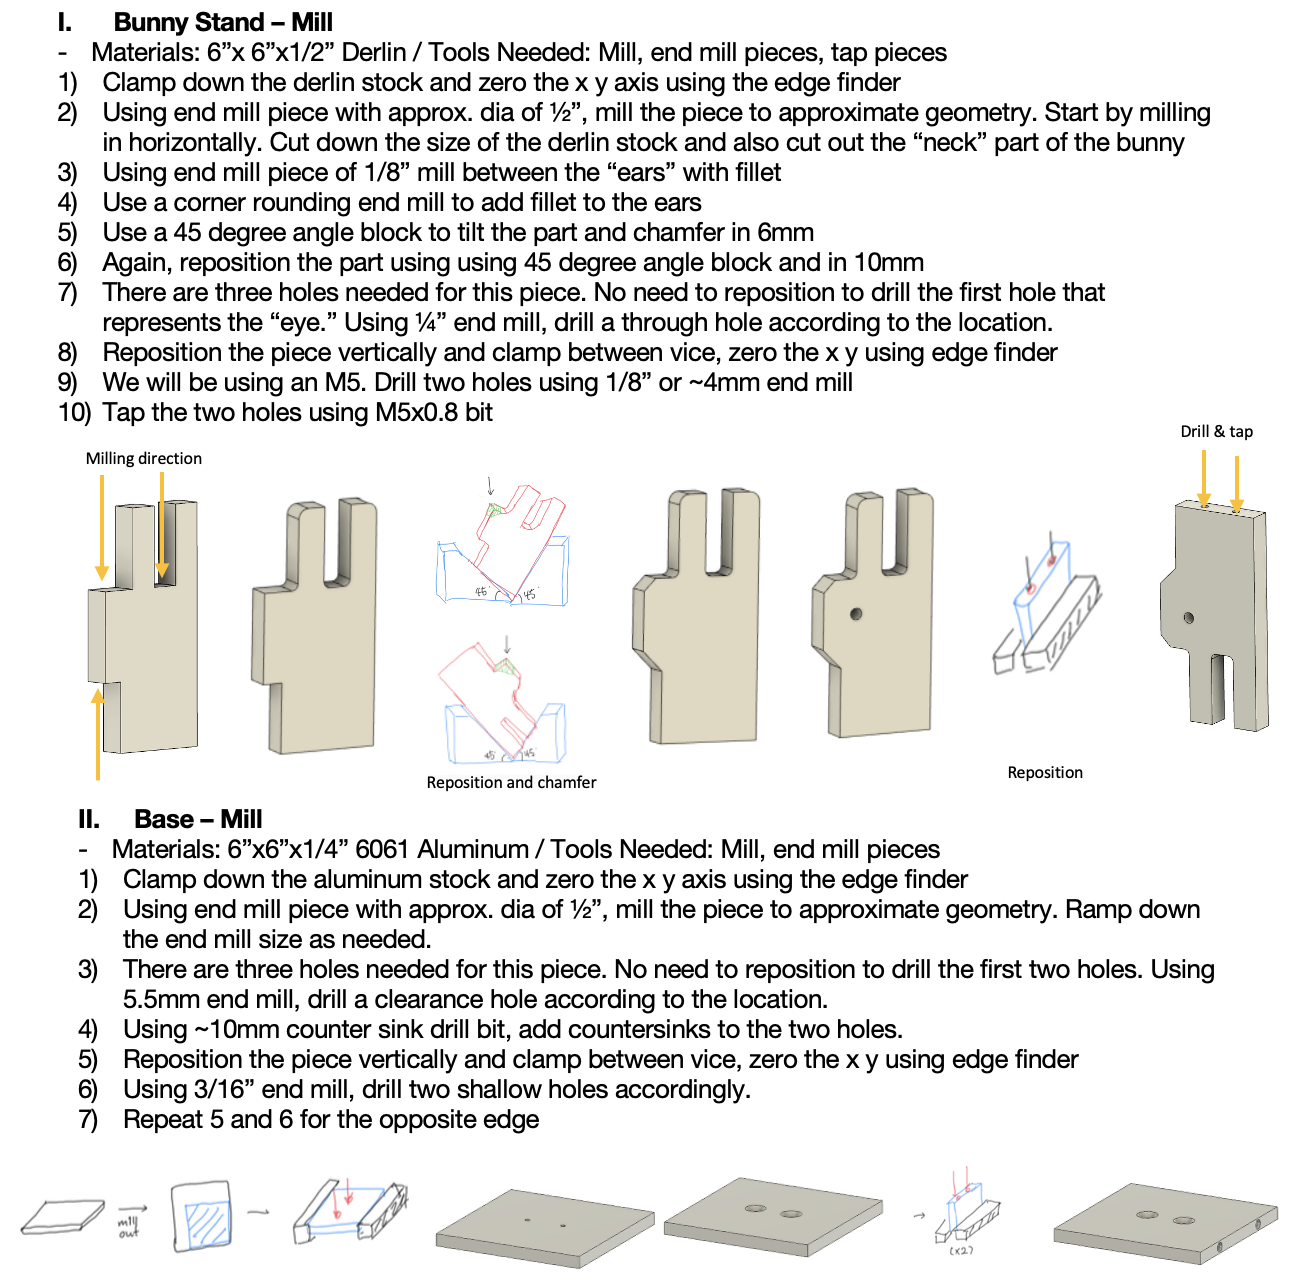 I. Bunny Stand – Mill
- Materials: 6”x 6”x1/2” Derlin / Tools Needed: Mill, end mill pieces, tap pieces
1) Clamp down the derlin stock and zero the x y axis using the edge finder
2) Using end mill piece with approx. dia of ½”, mill the piece to approximate geometry. Start by milling
in horizontally. Cut down the size of the derlin stock and also cut out the “neck” part of the bunny
3) Using end mill piece of 1/8” mill between the “ears” with fillet
4) Use a corner rounding end mill to add fillet to the ears
5) Use a 45 degree angle block to tilt the part and chamfer in 6mm
6) Again, reposition the part using using 45 degree angle block and in 10mm
7) There are three holes needed for this piece. No need to reposition to drill the first hole that
represents the “eye.” Using ¼” end mill, drill a through hole according to the location.
8) Reposition the piece vertically and clamp between vice, zero the x y using edge finder
9) We will be using an M5. Drill two holes using 1/8” or ~4mm end mill
10) Tap the two holes using M5x0.8 bit
Drill & tap
Milling direction
45° 45°
45° 45°
Reposition and chamfer
Reposition
II. Base – Mill
- Materials: 6”x6”x1/4” 6061 Aluminum / Tools Needed: Mill, end mill pieces
1) Clamp down the aluminum stock and zero the x y axis using the edge finder
2) Using end mill piece with approx. dia of ½”, mill the piece to approximate geometry. Ramp down
the end mill size as needed.
3) There are three holes needed for this piece. No need to reposition to drill the first two holes. Using
5.5mm end mill, drill a clearance hole according to the location.
4) Using ~10mm counter sink drill bit, add countersinks to the two holes.
5) Reposition the piece vertically and clamp between vice, zero the x y using edge finder
6) Using 3/16” end mill, drill two shallow holes accordingly.
7) Repeat 5 and 6 for the opposite edge
mill
out
(x2)